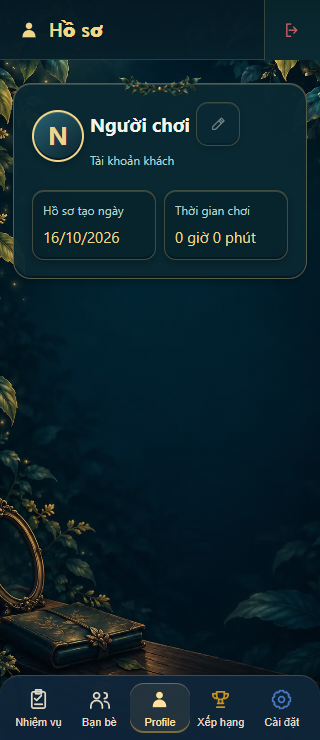 Hồ sơ
N
Người chơi
Tài khoản khách
Hồ sơ tạo ngày
16/10/2026
Thời gian chơi
0 giờ 0 phút
Nhiệm vụ
Bạn bè
Profile
Xếp hạng
Cài đặt